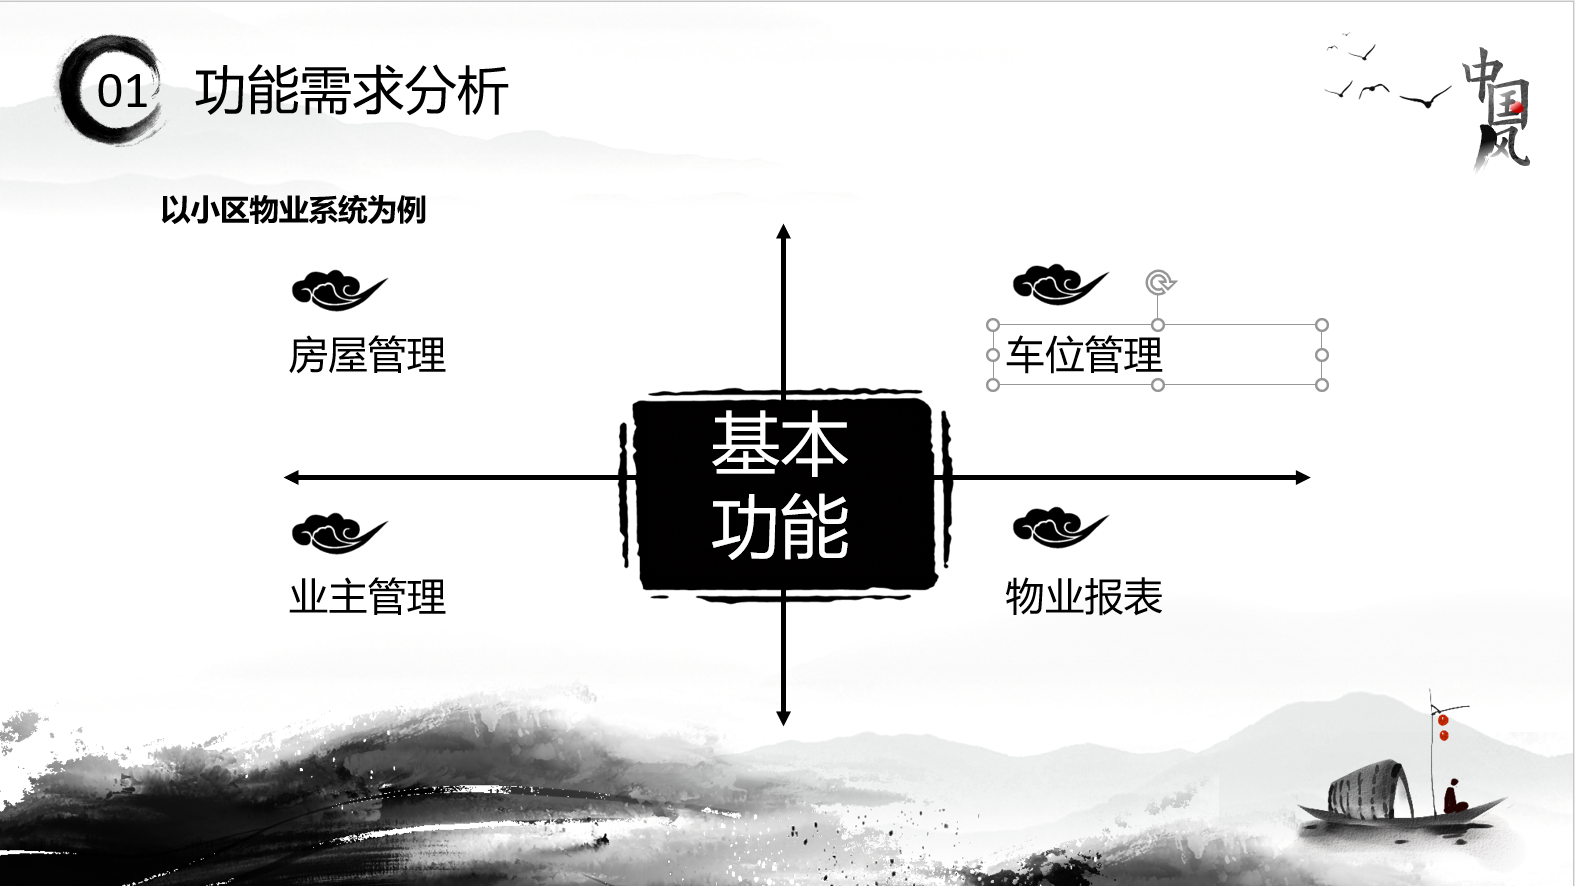 01 功能需求分析
中国风
以小区物业系统为例
房屋管理
车位管理
基本
功能
业主管理
物业报表